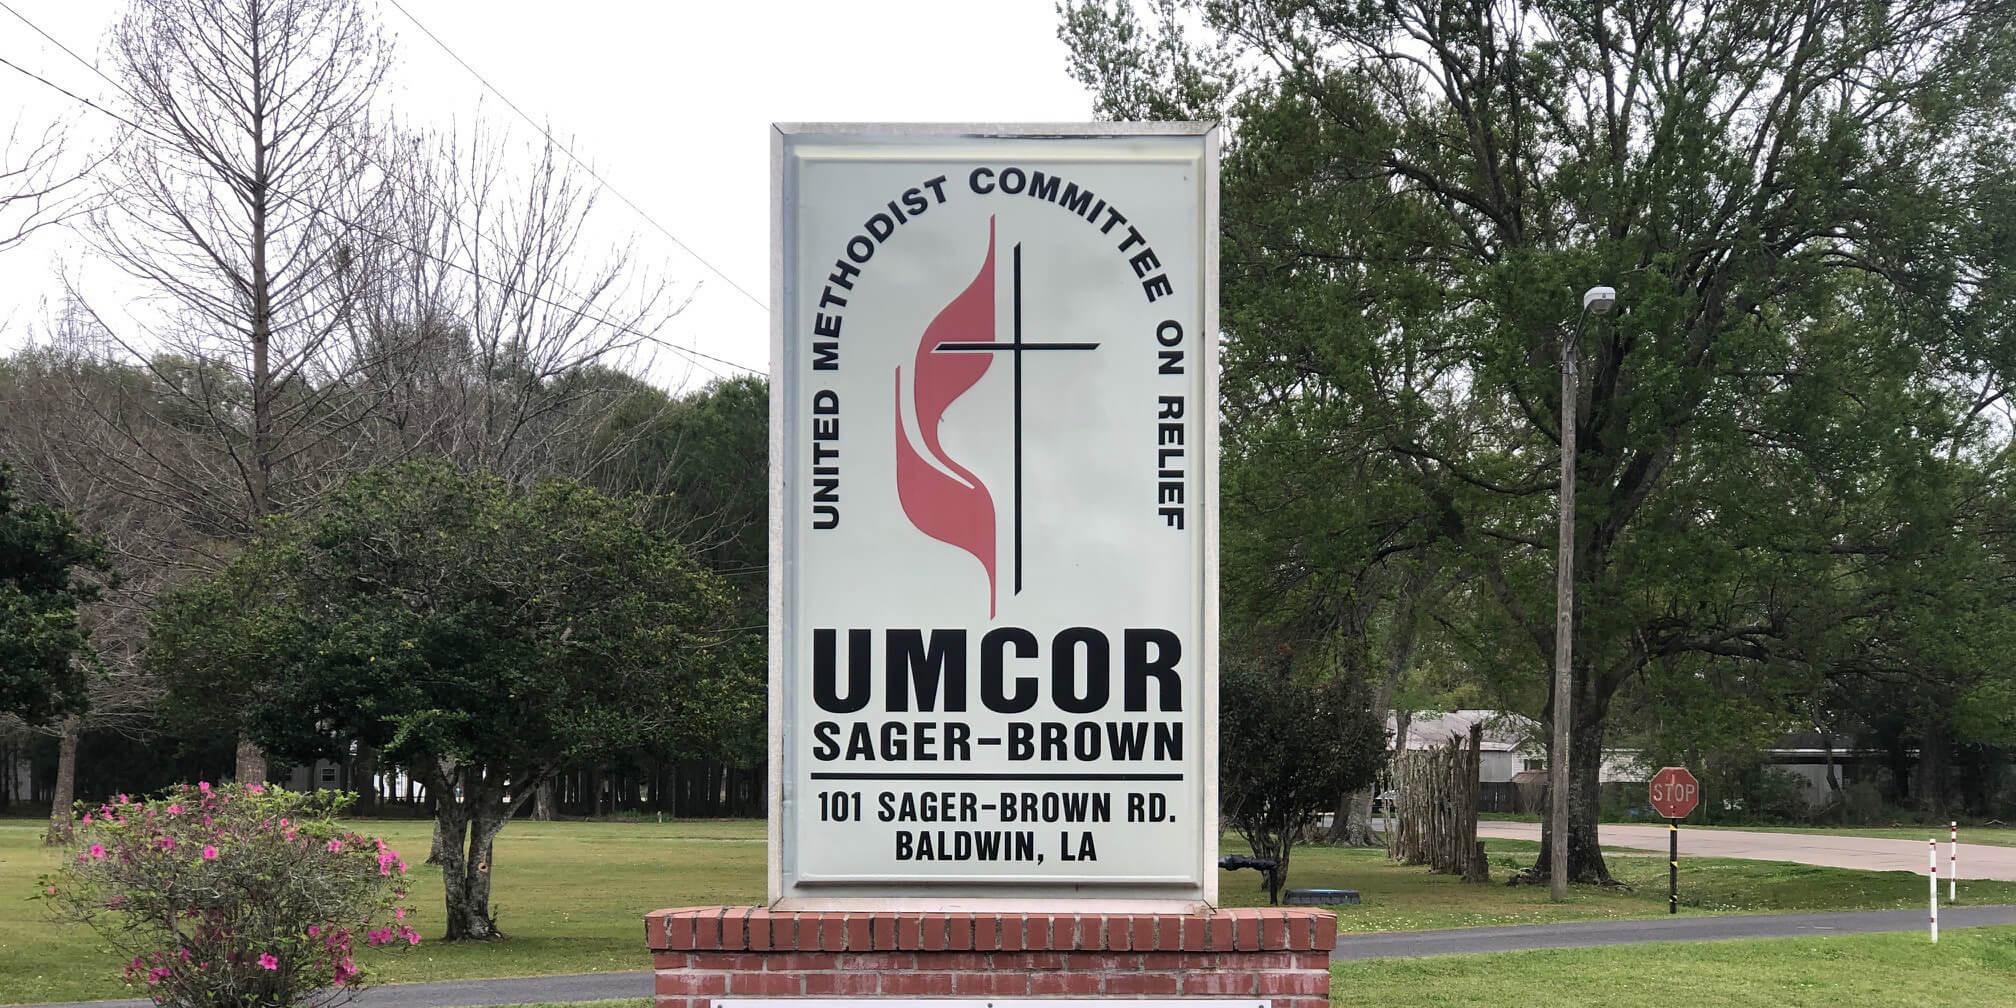 UNITED METHODIST COMMITTEE ON RELIEF
UMCOR
SAGER-BROWN
101 SAGER-BROWN RD.
BALDWIN, LA
STOP